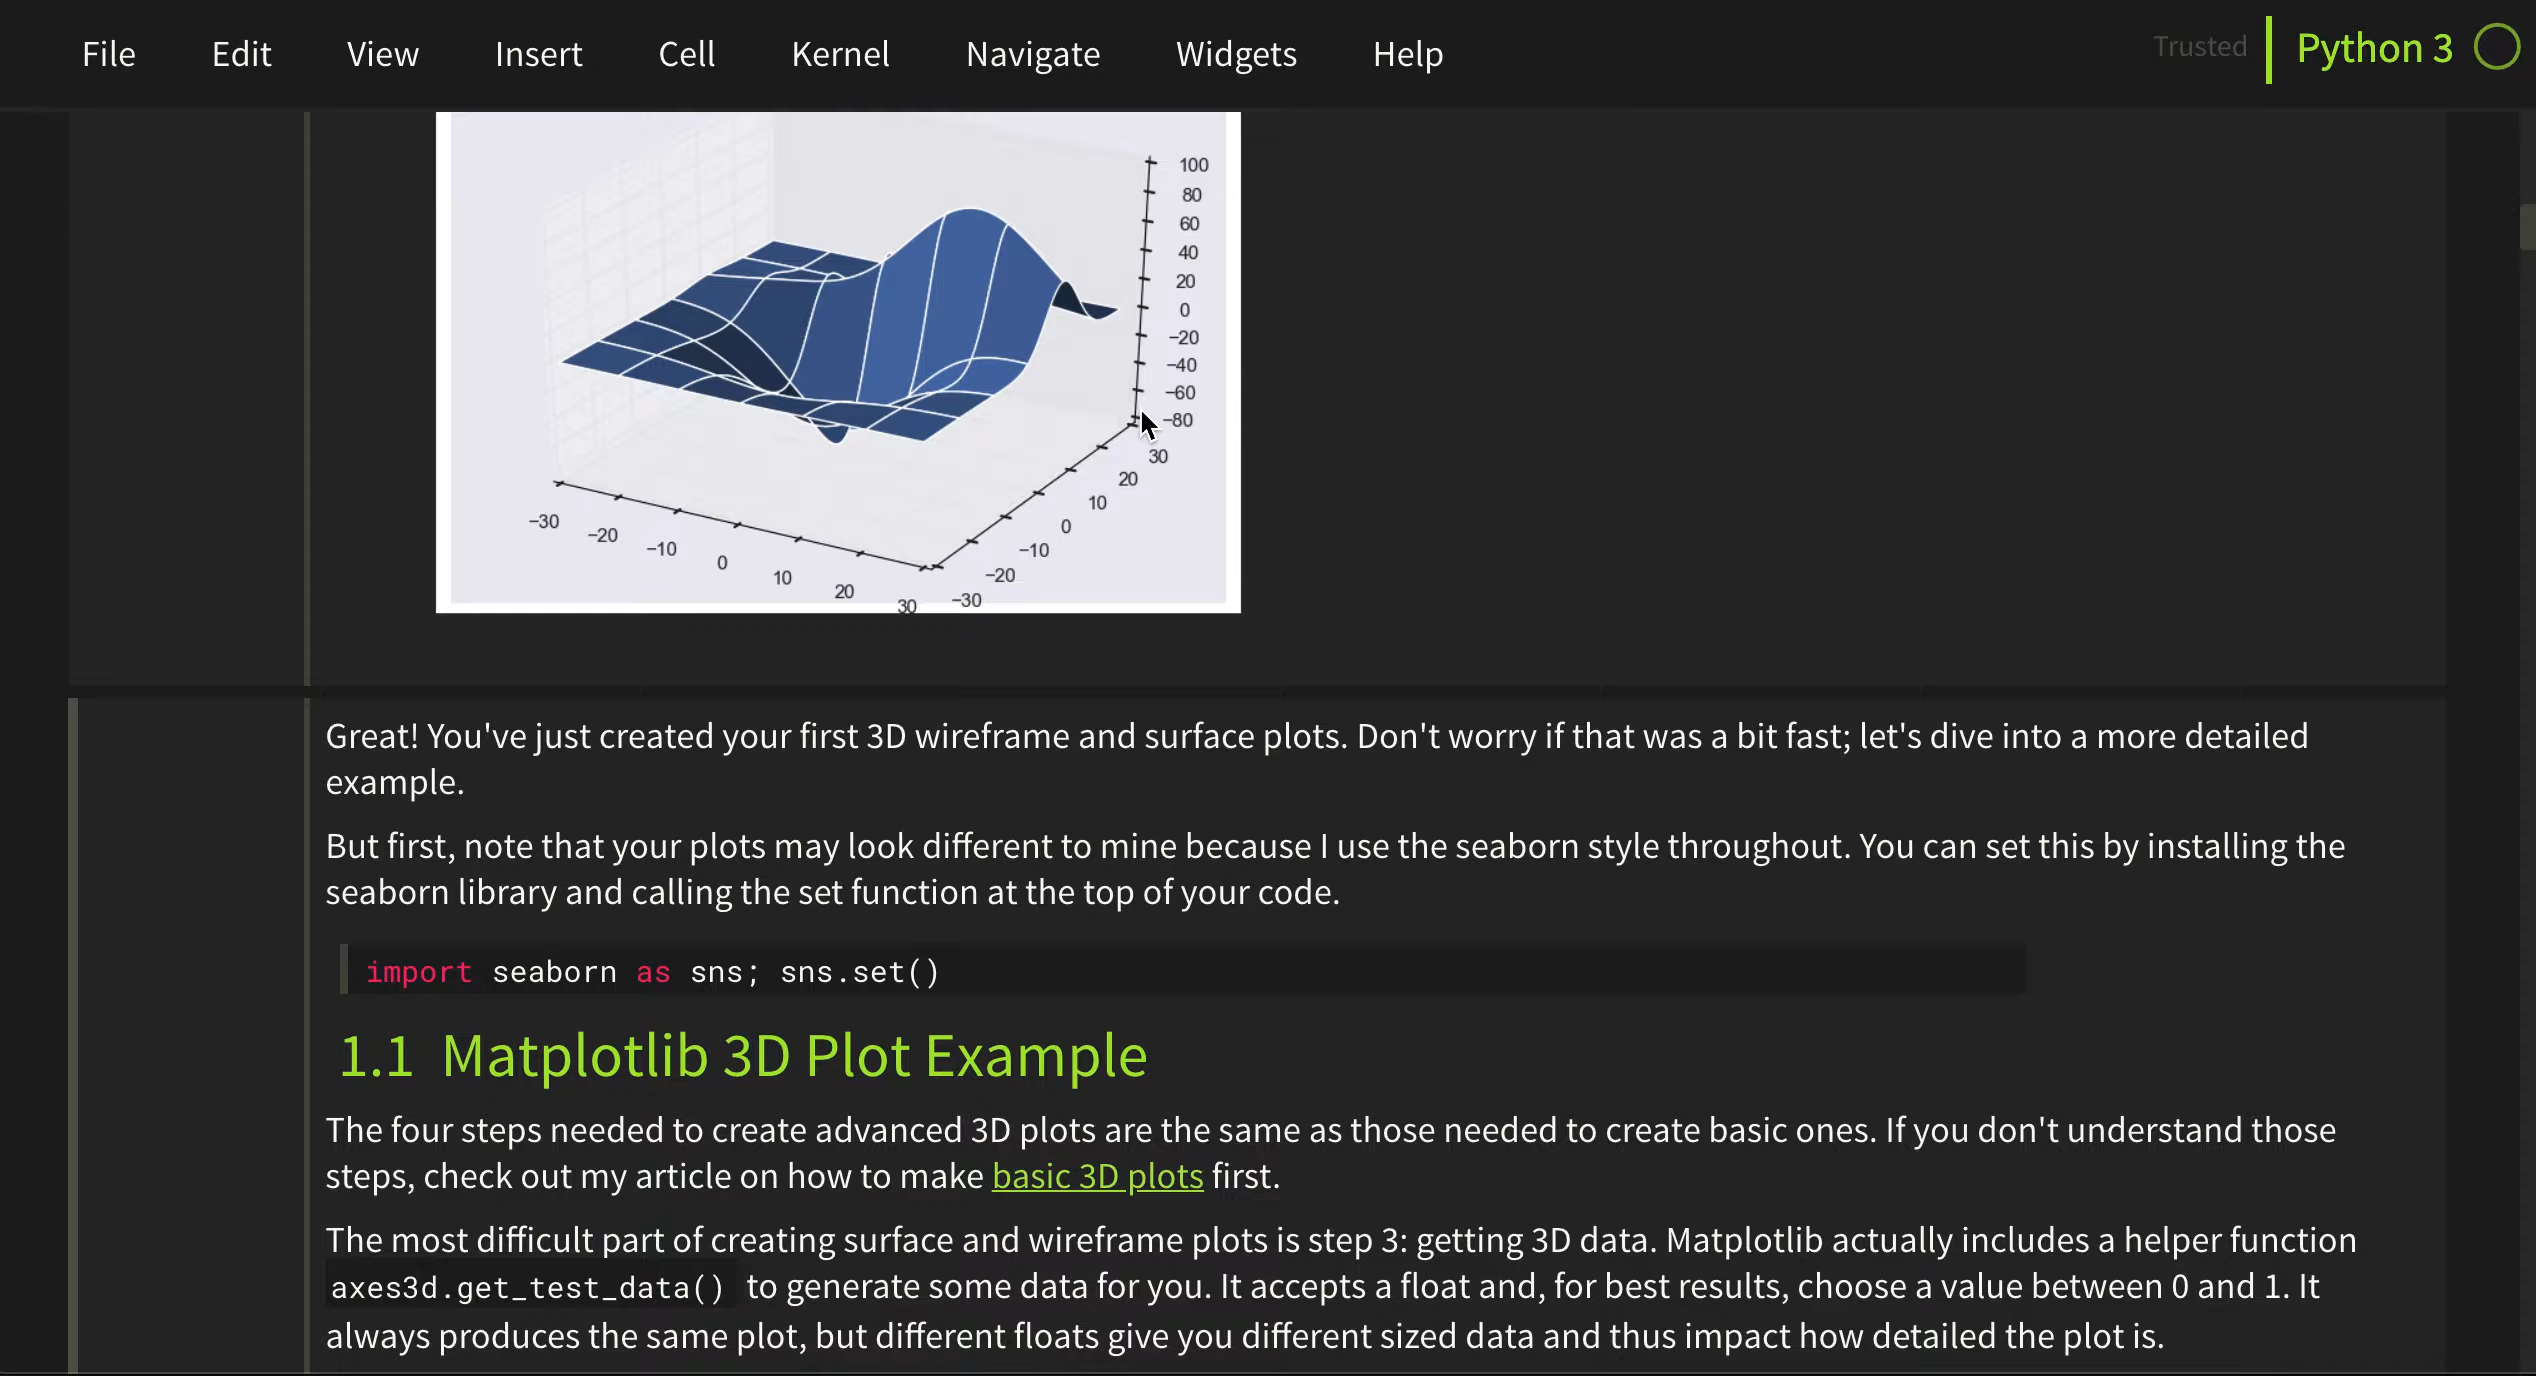 File Edit View Insert Cell Kernel Navigate Widgets Help Trusted Python 3
100
80
60
40
20
0
−20
−40
−60
−80
30
20
10
0
−10
−20
−30
−30
−20
−10
0
10
20
30
Great! You've just created your first 3D wireframe and surface plots. Don't worry if that was a bit fast; let's dive into a more detailed
example.
But first, note that your plots may look different to mine because I use the seaborn style throughout. You can set this by installing the
seaborn library and calling the set function at the top of your code.
import seaborn as sns; sns.set()
1.1 Matplotlib 3D Plot Example
The four steps needed to create advanced 3D plots are the same as those needed to create basic ones. If you don't understand those
steps, check out my article on how to make basic 3D plots first.
The most difficult part of creating surface and wireframe plots is step 3: getting 3D data. Matplotlib actually includes a helper function
axes3d.get_test_data() to generate some data for you. It accepts a float and, for best results, choose a value between 0 and 1. It
always produces the same plot, but different floats give you different sized data and thus impact how detailed the plot is.